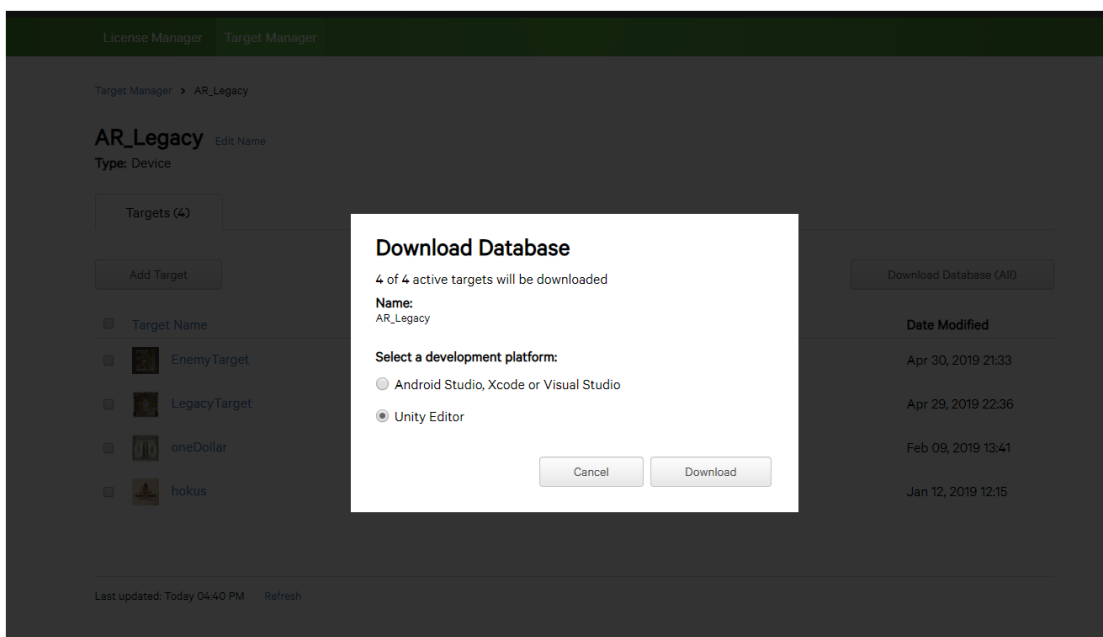 License Manager Target Manager
Target Manager > AR_Legacy
AR_Legacy Edit Name
Type: Device
Targets (4)
Add Target
Download Database (All)
Target Name
Date Modified
EnemyTarget
Apr 30, 2019 21:33
LegacyTarget
Apr 29, 2019 22:36
oneDollar
Feb 09, 2019 13:41
hokus
Jan 12, 2019 12:15
Last updated: Today 04:40 PM Refresh
Download Database
4 of 4 active targets will be downloaded
Name:
AR_Legacy
Select a development platform:
Android Studio, Xcode or Visual Studio
Unity Editor
Cancel Download